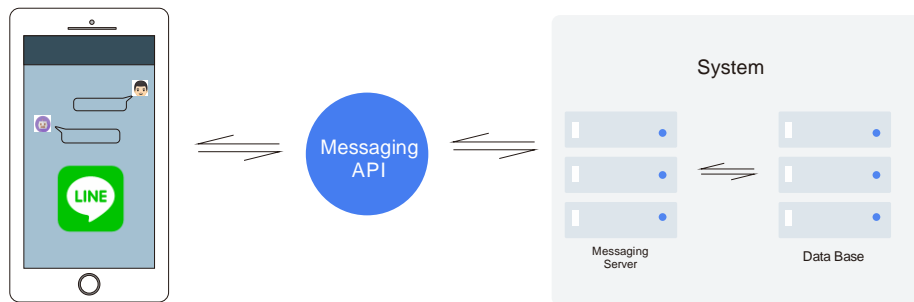 LINE
Messaging
API
System
Messaging
Server
Data Base